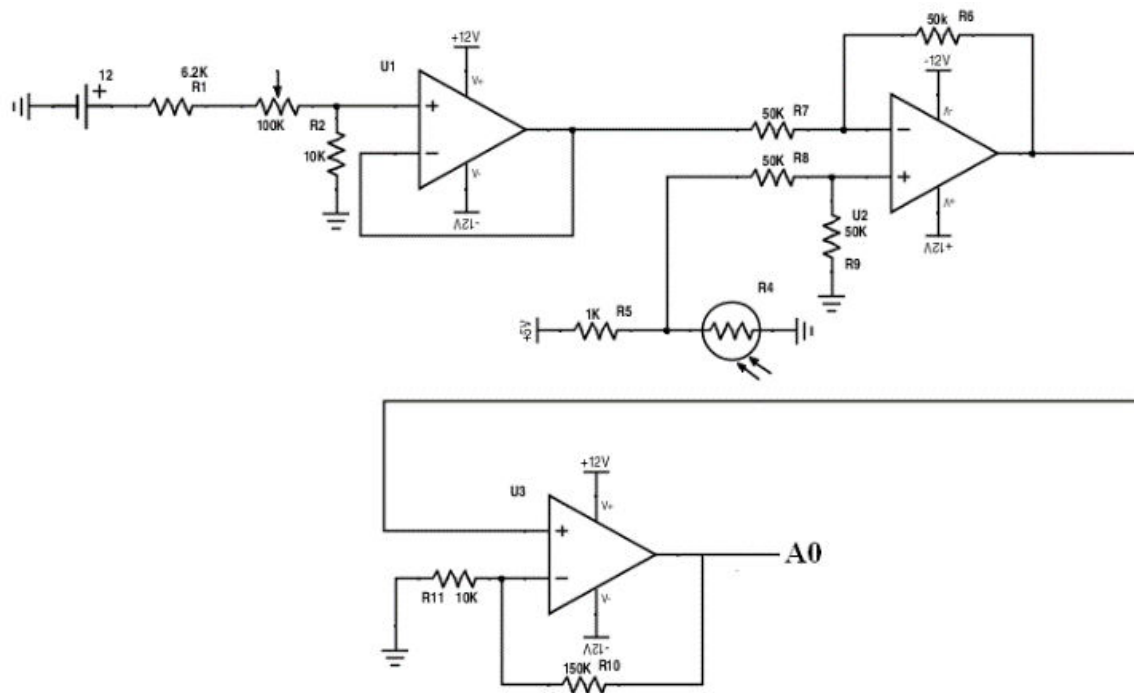 12
6.2K
R1
100K
R2
10K
U1
+12V
V+
+
−
V-
-12V
50K R7
50K R8
50k R6
-12V
V-
−
+
V+
+12V
U2
50K
R9
+5V
1K R5
R4
U3
+12V
V+
+
−
V-
-12V
R11 10K
150K R10
A0